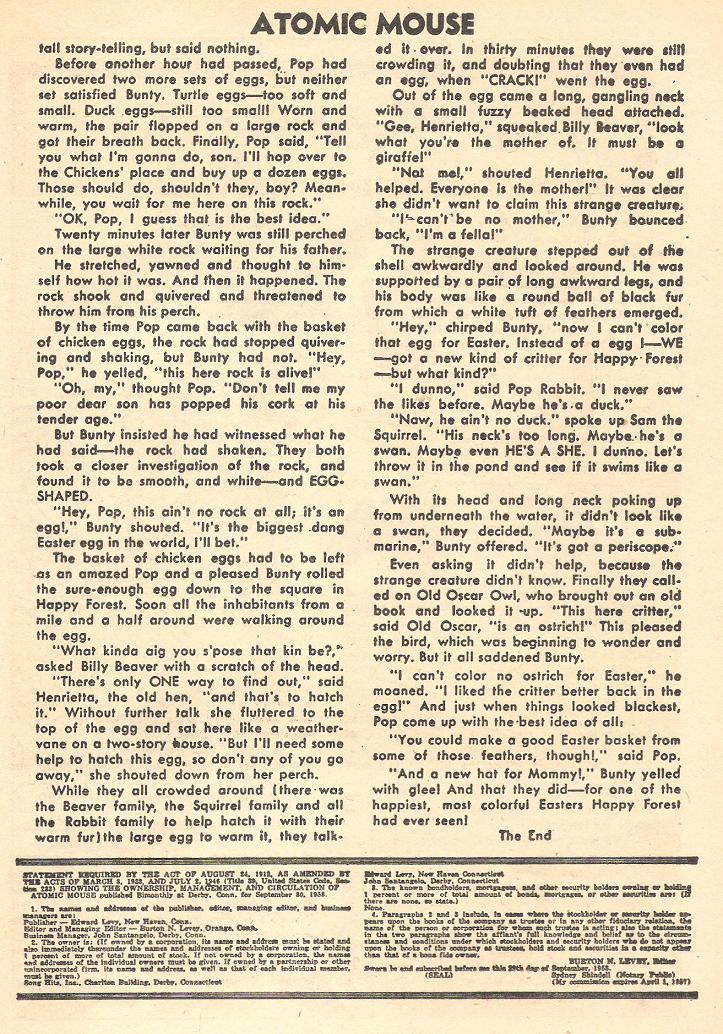 ATOMIC MOUSE
tall story-telling, but said nothing.
Before another hour had passed, Pop had
discovered two more sets of eggs, but neither
set satisfied Bunty. Turtle eggs—too soft and
small. Duck eggs—still too small! Worn and
warm, the pair flopped on a large rock and
got their breath back. Finally, Pop said, "Tell
you what I'm gonna do, son. I'll hop over to
the Chickens' place and buy up a dozen eggs.
Those should do, shouldn't they, boy? Mean-
while, you wait for me here on this rock."
"OK, Pop, I guess that is the best idea."
Twenty minutes later Bunty was still perched
on the large white rock waiting for his father.
He stretched, yawned and thought to him-
self how hot it was. And then it happened. The
rock shook and quivered and threatened to
throw him from his perch.
By the time Pop came back with the basket
of chicken eggs, the rock had stopped quiver-
ing and shaking, but Bunty had not. "Hey,
Pop," he yelled, "this here rock is alive!"
"Oh, my," thought Pop. "Don't tell me my
poor dear son has popped his cork at his
tender age."
But Bunty insisted he had witnessed what he
had said—the rock had shaken. They both
took a closer investigation of the rock, and
found it to be smooth, and white—and EGG-
SHAPED.
"Hey, Pop, this ain't no rock at all; it's an
egg!," Bunty shouted. "It's the biggest dang
Easter egg in the world, I'll bet."
The basket of chicken eggs had to be left
as an amazed Pop and a pleased Bunty rolled
the sure-enough egg down to the square in
Happy Forest. Soon all the inhabitants from a
mile and a half around were walking around
the egg.
"What kinda aig you s'pose that kin be?,"
asked Billy Beaver with a scratch of the head.
"There's only ONE way to find out," said
Henrietta, the old hen, "and that's to hatch
it." Without further talk she fluttered to the
top of the egg and sat here like a weather-
vane on a two-story house. "But I'll need some
help to hatch this egg, so don't any of you go
away," she shouted down from her perch.
While they all crowded around (there was
the Beaver family, the Squirrel family and all
the Rabbit family to help hatch it with their
warm fur) the large egg to warm it, they talk-
ed it over. In thirty minutes they were still
crowding it, and doubting that they even had
an egg, when "CRACK!" went the egg.
Out of the egg came a long, gangling neck
with a small fuzzy beaked head attached.
"Gee, Henrietta," squeaked Billy Beaver, "look
what you're the mother of. It must be a
giraffe!"
"Not me!," shouted Henrietta. "You all
helped. Everyone is the mother!" It was clear
she didn't want to claim this strange creature.
"I can't be no mother," Bunty bounced
back, "I'm a fella!"
The strange creature stepped out of the
shell awkwardly and looked around. He was
supported by a pair of long awkward legs, and
his body was like a round ball of black fur
from which a white tuft of feathers emerged.
"Hey," chirped Bunty, "now I can't color
that egg for Easter. Instead of a egg I—WE
—got a new kind of critter for Happy Forest
—but what kind?"
"I dunno," said Pop Rabbit. "I never saw
the likes before. Maybe he's a duck."
"Naw, he ain't no duck." spoke up Sam the
Squirrel. "His neck's too long. Maybe he's a
swan. Maybe even HE'S A SHE. I dunno. Let's
throw it in the pond and see if it swims like a
swan."
With its head and long neck poking up
from underneath the water, it didn't look like
a swan, they decided. "Maybe it's a sub-
marine," Bunty offered. "It's got a periscope."
Even asking it didn't help, because the
strange creature didn't know. Finally they call-
ed on Old Oscar Owl, who brought out an old
book and looked it up. "This here critter,"
said Old Oscar, "is an ostrich!" This pleased
the bird, which was beginning to wonder and
worry. But it all saddened Bunty.
"I can't color no ostrich for Easter," he
moaned. "I liked the critter better back in the
egg!" And just when things looked blackest,
Pop come up with the best idea of all:
"You could make a good Easter basket from
some of those feathers, though!," said Pop.
"And a new hat for Mommy!," Bunty yelled
with glee! And that they did—for one of the
happiest, most colorful Easters Happy Forest
had ever seen!
The End
STATEMENT REQUIRED BY THE ACT OF AUGUST 24, 1912, AS AMENDED BY
THE ACTS OF MARCH 3, 1933, AND JULY 2, 1946 (Title 39, United States Code, Sec-
tion 233) SHOWING THE OWNERSHIP, MANAGEMENT, AND CIRCULATION OF
ATOMIC MOUSE published Bimonthly at Derby, Conn. for September 30, 1955.
1. The names and addresses of the publisher, editor, managing editor, and business
managers are:
Publisher — Edward Levy, New Haven, Conn.
Editor and Managing Editor — Burton N. Levey, Orange, Conn.
Business Manager, John Santangelo, Derby, Conn.
2. The owner is: (If owned by a corporation, its name and address must be stated and
also immediately thereunder the names and addresses of stockholders owning or holding
1 percent or more of total amount of stock. If not owned by a corporation, the names
and addresses of the individual owners must be given. If owned by a partnership or other
unincorporated firm, its name and address, as well as that of each individual member,
must be given.)
Song Hits, Inc., Charlton Building, Derby, Connecticut
Edward Levy, New Haven Connecticut
John Santangelo, Derby, Connecticut
3. The known bondholders, mortgagees, and other security holders owning or holding
1 percent or more of total amount of bonds, mortgages, or other securities are: (If
there are none, so state.)
None.
4. Paragraphs 2 and 3 include, in cases where the stockholder or security holder ap-
pears upon the books of the company as trustee or in any other fiduciary relation, the
name of the person or corporation for whom such trustee is acting; also the statements
in the two paragraphs show the affiant's full knowledge and belief as to the circum-
stances and conditions under which stockholders and security holders who do not appear
upon the books of the company as trustees, hold stock and securities in a capacity other
than that of a bona fide owner.
BURTON N. LEVEY, Editor
Sworn to and subscribed before me this 29th day of September, 1955.
(SEAL) Sydney Shindell (Notary Public)
(My commission expires April 1, 1957)